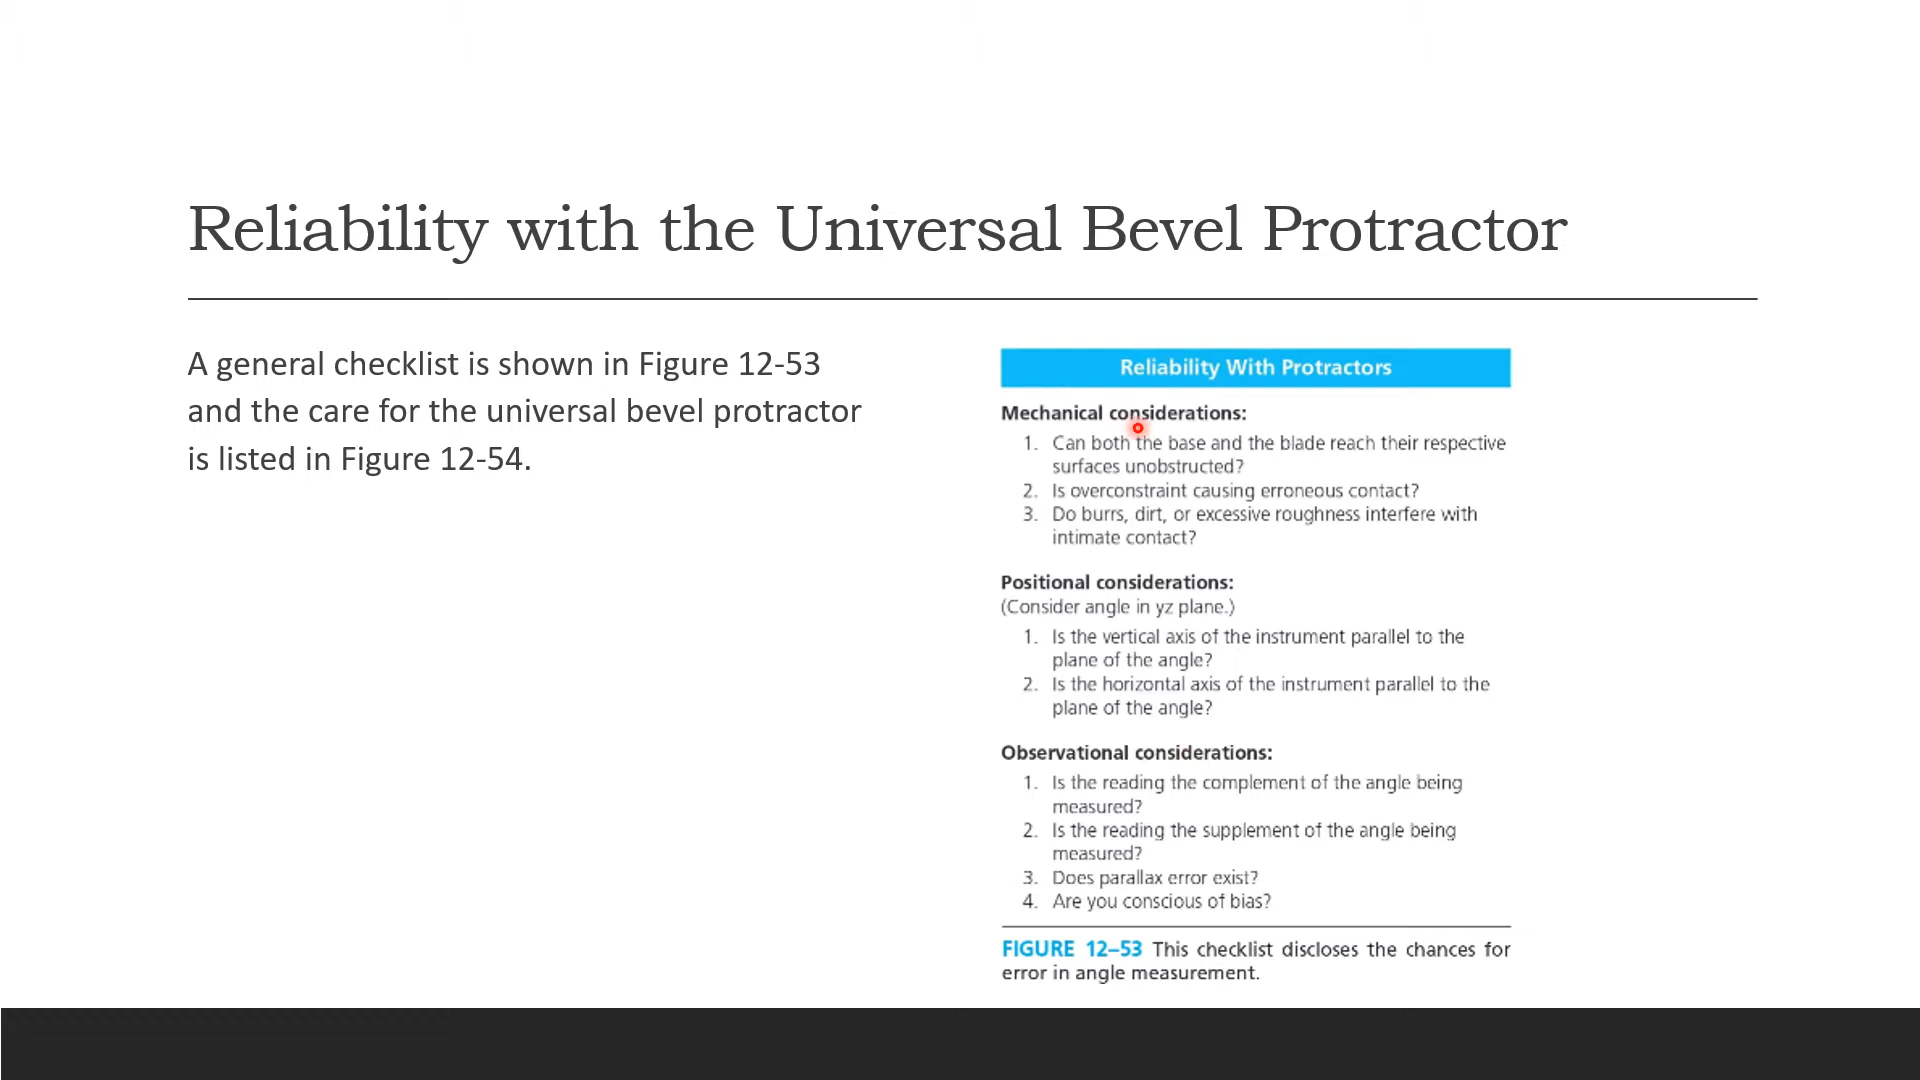 Reliability with the Universal Bevel Protractor
A general checklist is shown in Figure 12-53
and the care for the universal bevel protractor
is listed in Figure 12-54.
Reliability With Protractors
Mechanical considerations:
1. Can both the base and the blade reach their respective
surfaces unobstructed?
2. Is overconstraint causing erroneous contact?
3. Do burrs, dirt, or excessive roughness interfere with
intimate contact?
Positional considerations:
(Consider angle in yz plane.)
1. Is the vertical axis of the instrument parallel to the
plane of the angle?
2. Is the horizontal axis of the instrument parallel to the
plane of the angle?
Observational considerations:
1. Is the reading the complement of the angle being
measured?
2. Is the reading the supplement of the angle being
measured?
3. Does parallax error exist?
4. Are you conscious of bias?
FIGURE 12–53 This checklist discloses the chances for
error in angle measurement.